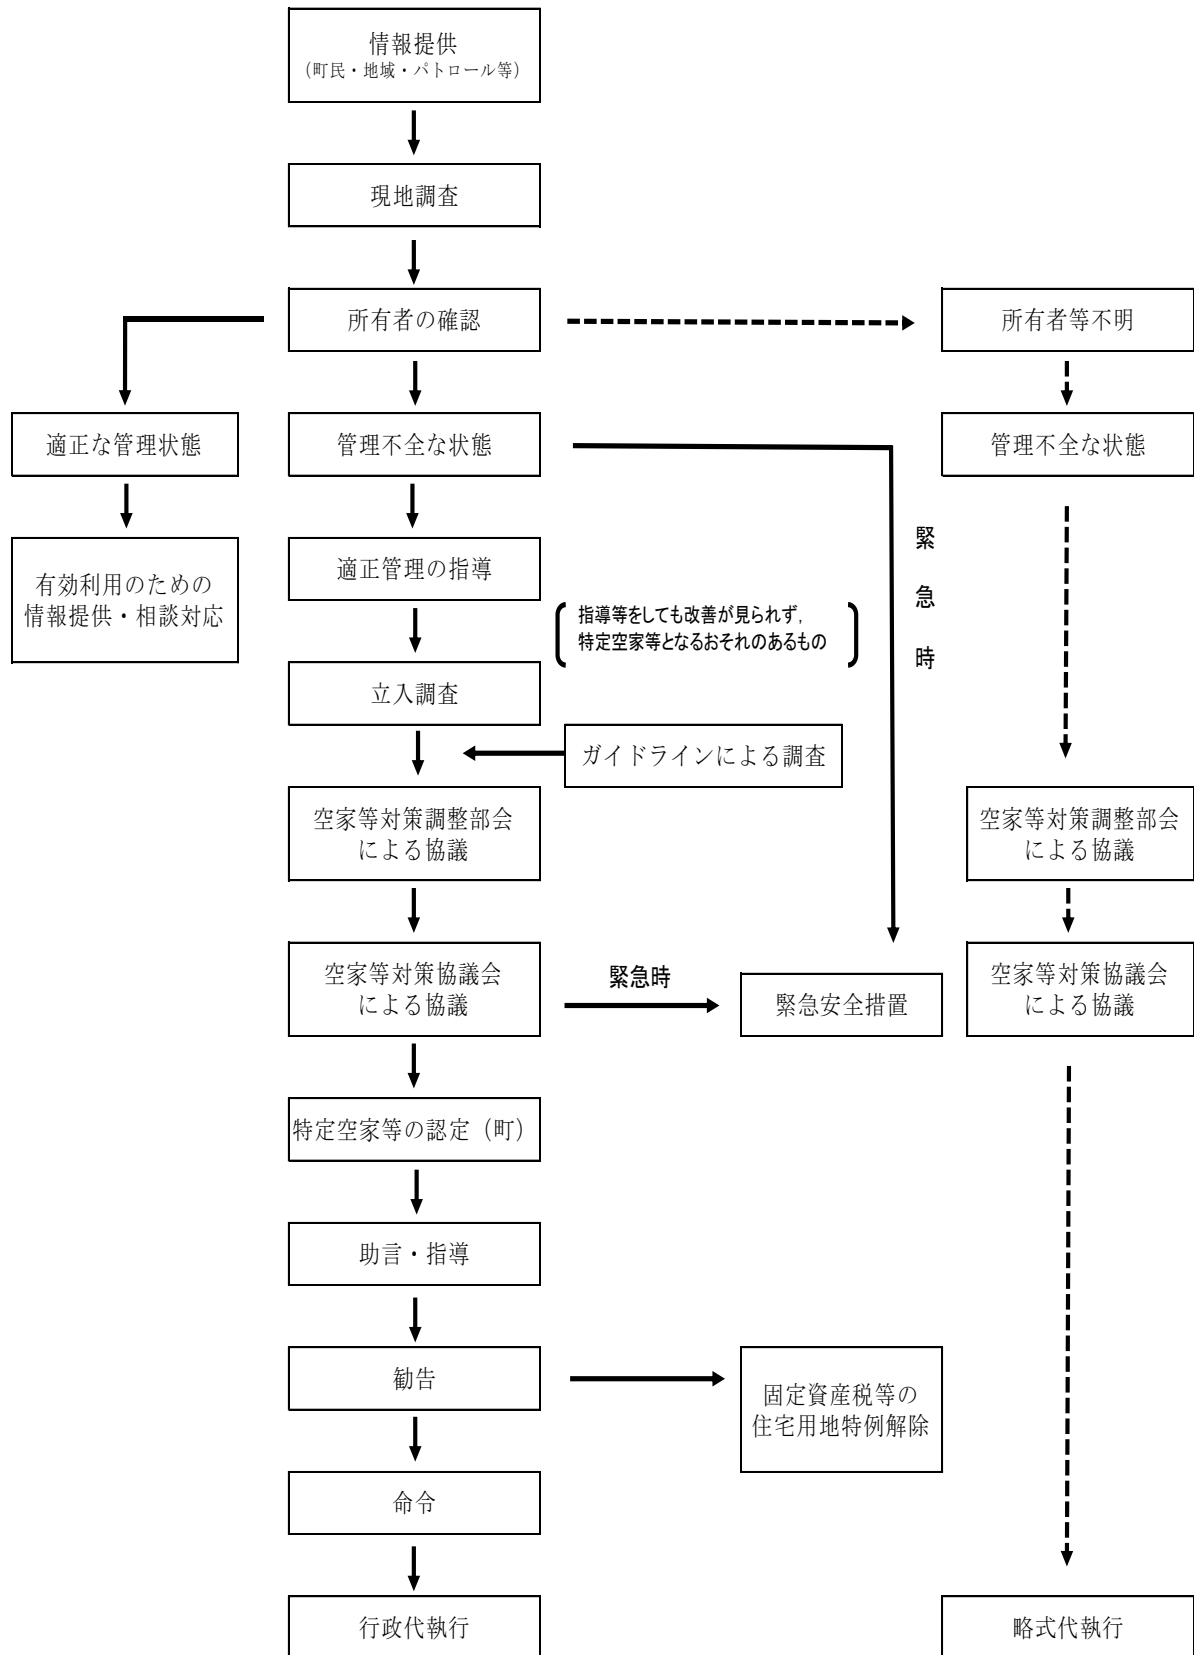 情報提供
（町民・地域・パトロール等）
現地調査
所有者の確認
所有者等不明
適正な管理状態
管理不全な状態
管理不全な状態
有効利用のための
情報提供・相談対応
適正管理の指導
緊急時
指導等をしても改善が見られず，
特定空家等となるおそれのあるもの
立入調査
ガイドラインによる調査
空家等対策調整部会
による協議
空家等対策調整部会
による協議
空家等対策協議会
による協議
緊急時
緊急安全措置
空家等対策協議会
による協議
特定空家等の認定（町）
助言・指導
勧告
固定資産税等の
住宅用地特例解除
命令
行政代執行
略式代執行